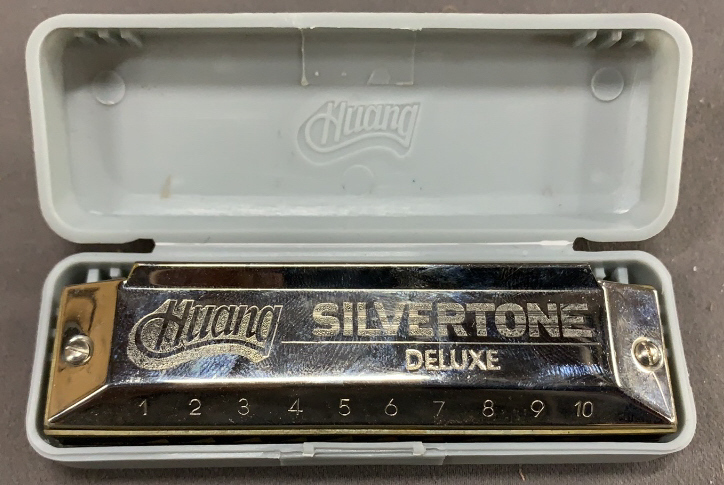 Huang
Huang
SILVERTONE
DELUXE
1 2 3 4 5 6 7 8 9 10